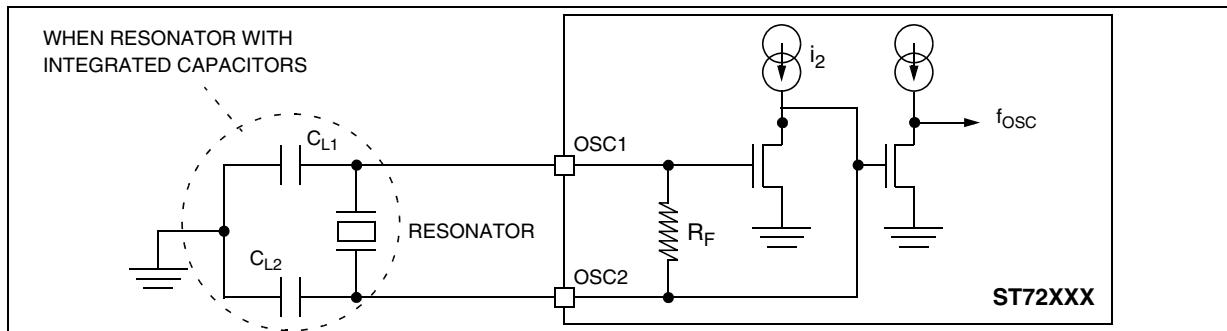 WHEN RESONATOR WITH
INTEGRATED CAPACITORS
i2
fOSC
CL1
OSC1
RESONATOR
RF
CL2
OSC2
ST72XXX